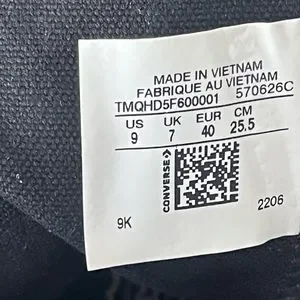 MADE IN VIETNAM
FABRIQUE AU VIETNAM
TMQHD5F600001 570626C
US UK EUR CM
9 7 40 25.5
CONVERSE
9K
2206